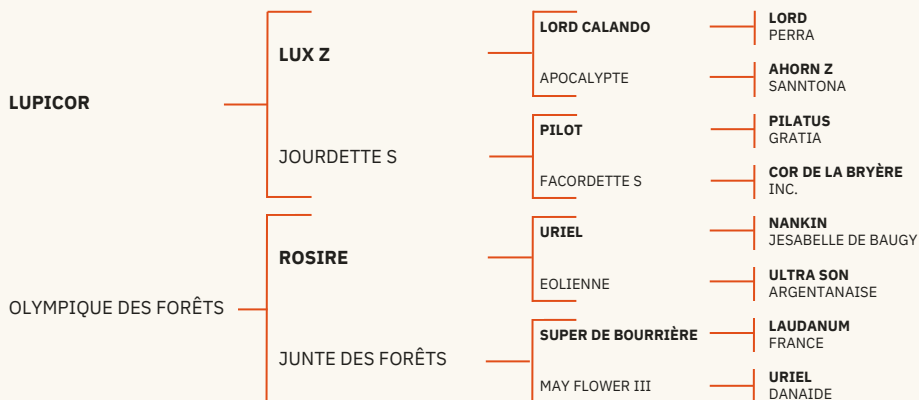 LUPICOR
OLYMPIQUE DES FORÊTS
LUX Z
JOURDETTE S
ROSIRE
JUNTE DES FORÊTS
LORD CALANDO
APOCALYPTE
PILOT
FACORDETTE S
URIEL
EOLIENNE
SUPER DE BOURRIÈRE
MAY FLOWER III
LORD
PERRA
AHORN Z
SANNTONA
PILATUS
GRATIA
COR DE LA BRYÈRE
INC.
NANKIN
JESABELLE DE BAUGY
ULTRA SON
ARGENTANAISE
LAUDANUM
FRANCE
URIEL
DANAIDE